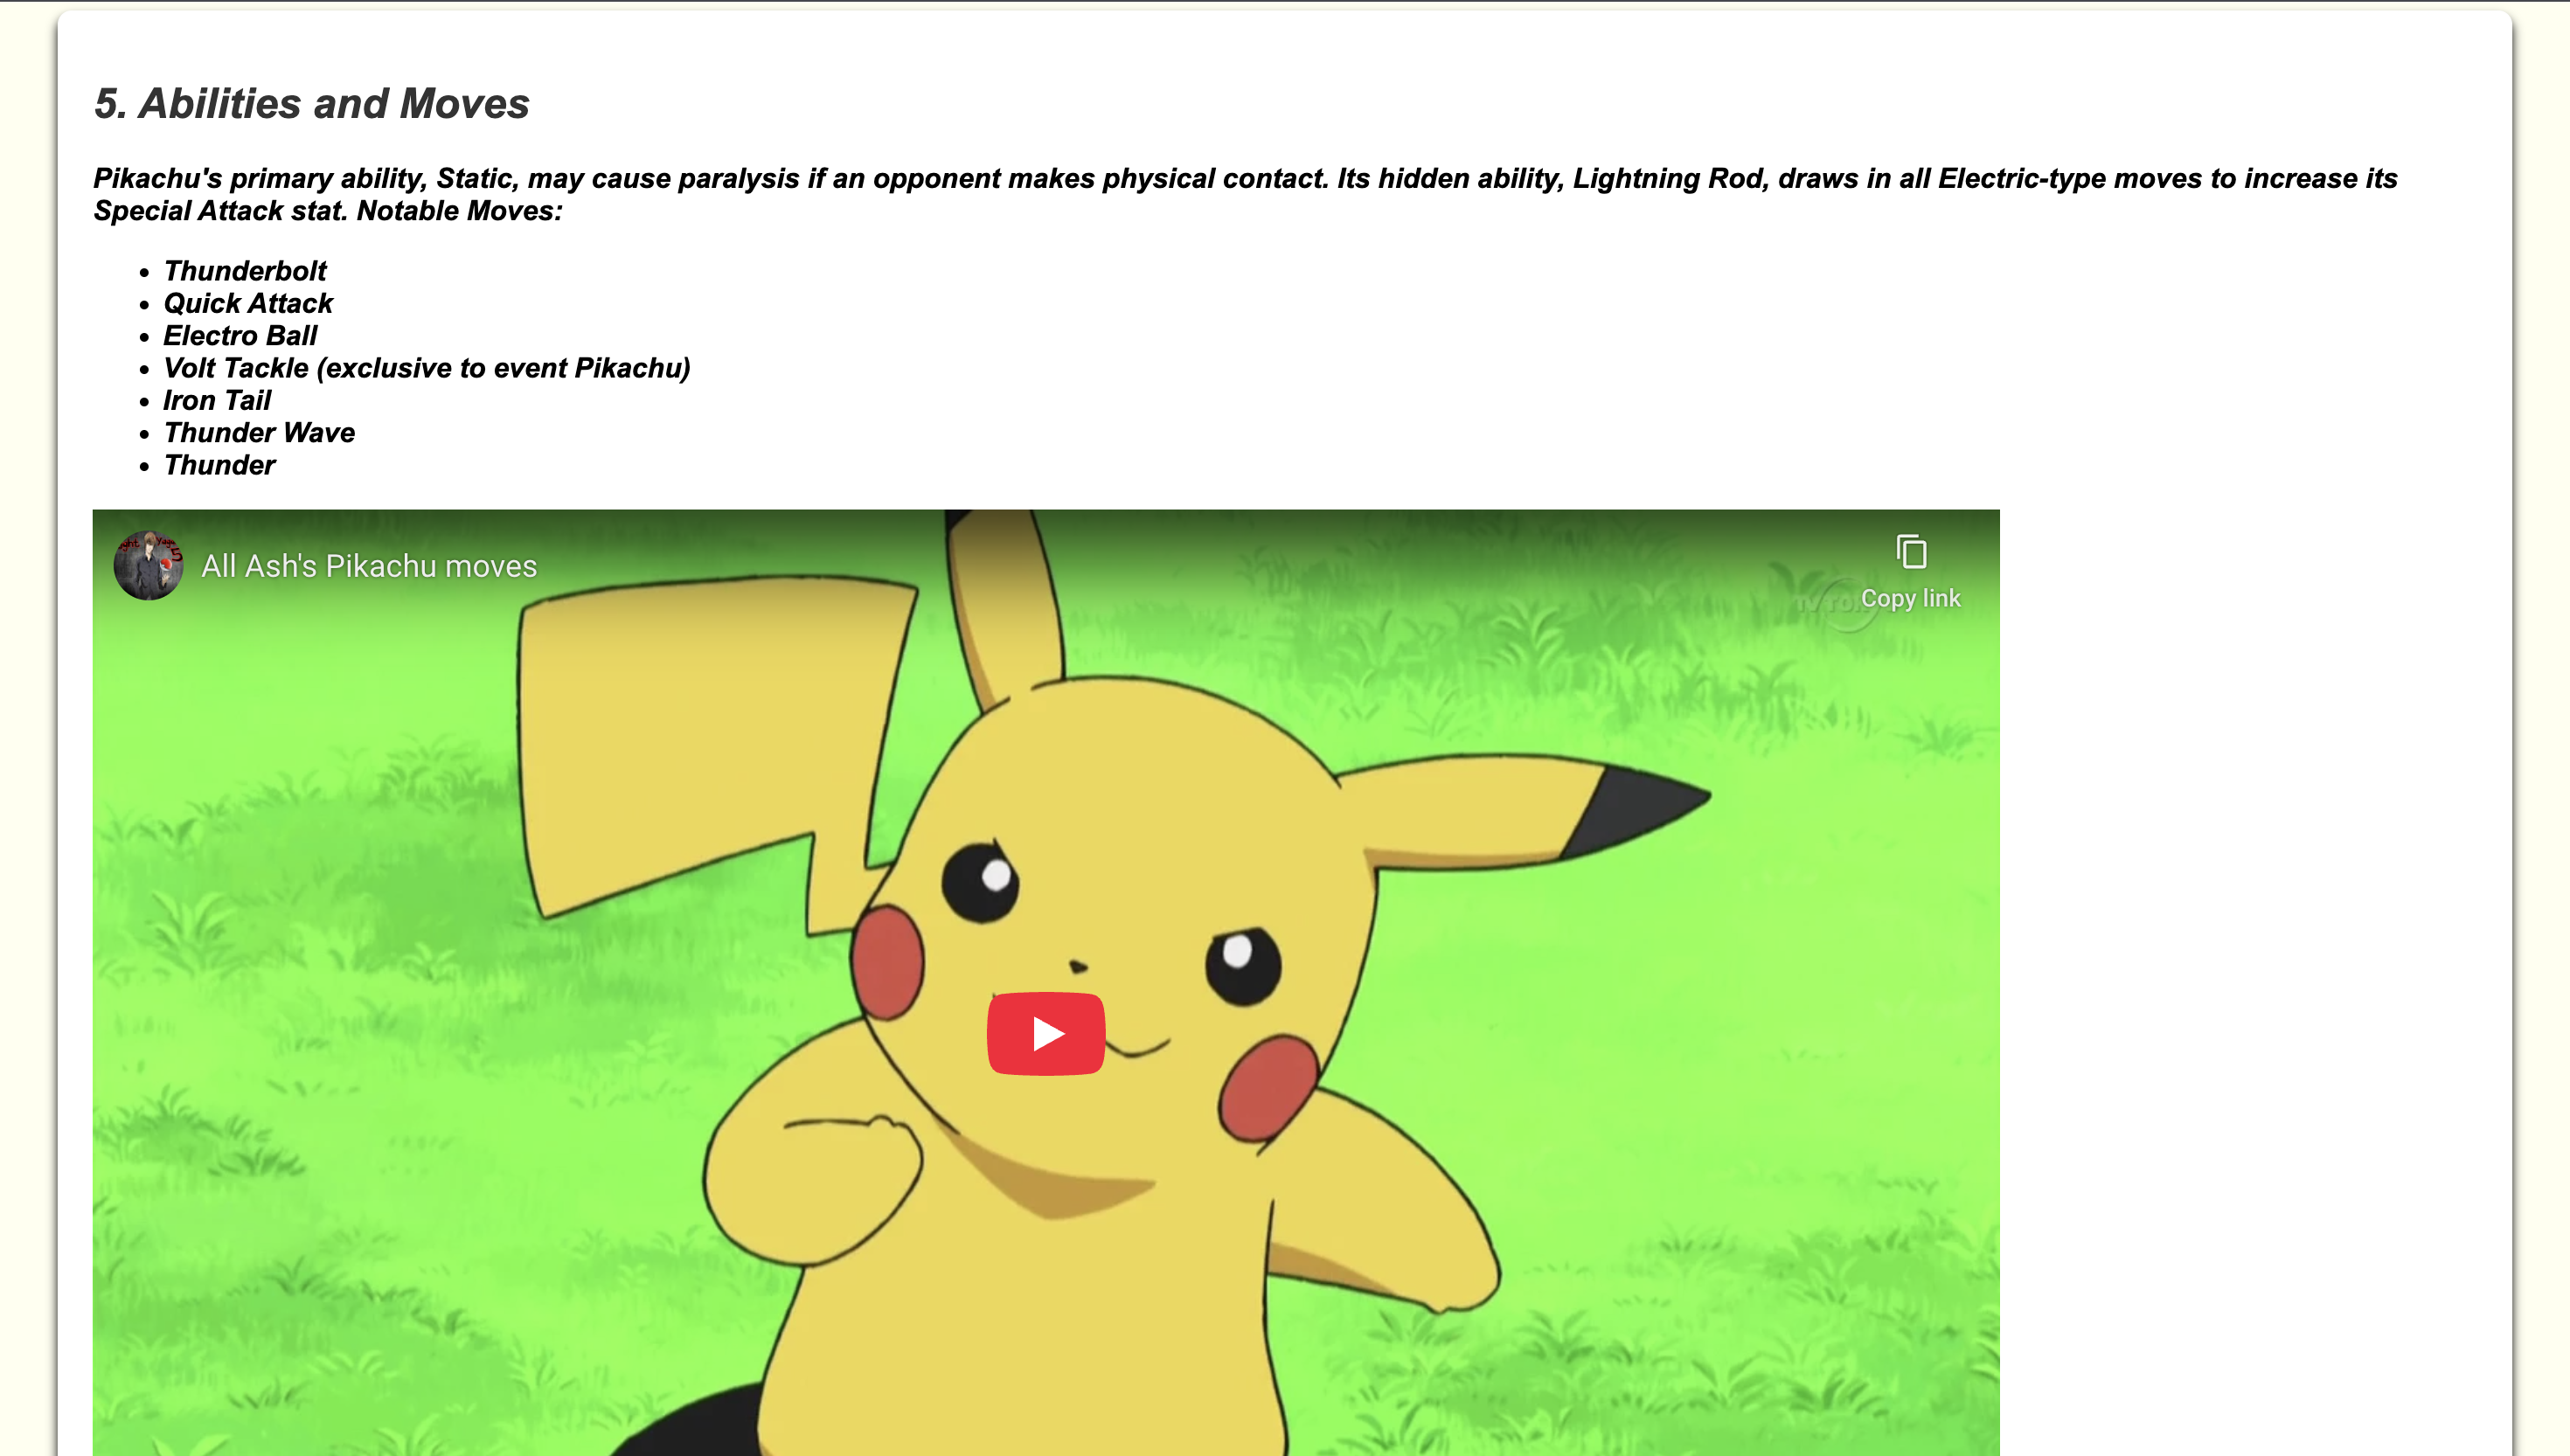 5. Abilities and Moves
Pikachu's primary ability, Static, may cause paralysis if an opponent makes physical contact. Its hidden ability, Lightning Rod, draws in all Electric-type moves to increase its
Special Attack stat. Notable Moves:
• Thunderbolt
• Quick Attack
• Electro Ball
• Volt Tackle (exclusive to event Pikachu)
• Iron Tail
• Thunder Wave
• Thunder
All Ash's Pikachu moves
Copy link